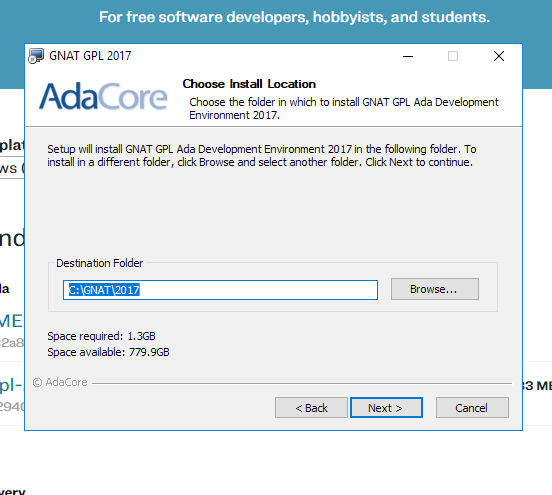 For free software developers, hobbyists, and students.
GNAT GPL 2017
AdaCore
Choose Install Location
Choose the folder in which to install GNAT GPL Ada Development
Environment 2017.
Setup will install GNAT GPL Ada Development Environment 2017 in the following folder. To
install in a different folder, click Browse and select another folder. Click Next to continue.
Destination Folder
C:\GNAT\2017
Browse...
Space required: 1.3GB
Space available: 779.9GB
© AdaCore
< Back
Next >
Cancel
plat
ws (
nd
la
ME
2a8
pl-
2940
33 ME
very